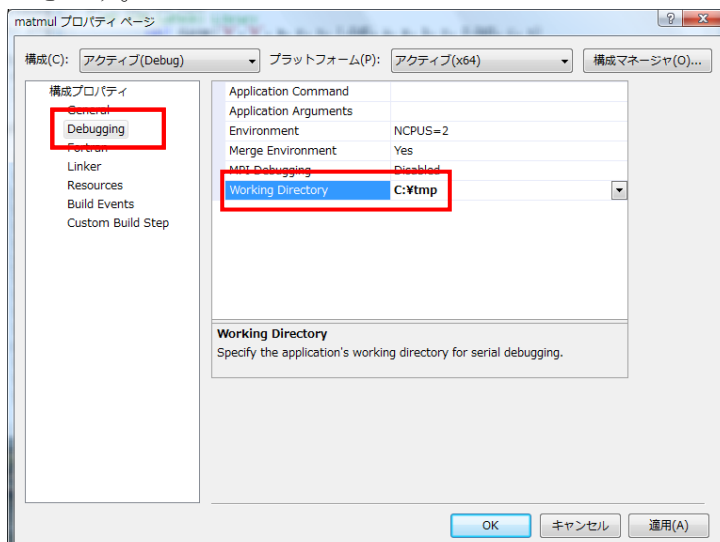 matmul プロパティ ページ
構成(C): アクティブ(Debug) プラットフォーム(P): アクティブ(x64) 構成マネージャ(O)...
構成プロパティ
General
Debugging
Fortran
Linker
Resources
Build Events
Custom Build Step
Application Command
Application Arguments
Environment NCPUS=2
Merge Environment Yes
MPI Debugging Disabled
Working Directory C:¥tmp
Working Directory
Specify the application's working directory for serial debugging.
OK キャンセル 適用(A)